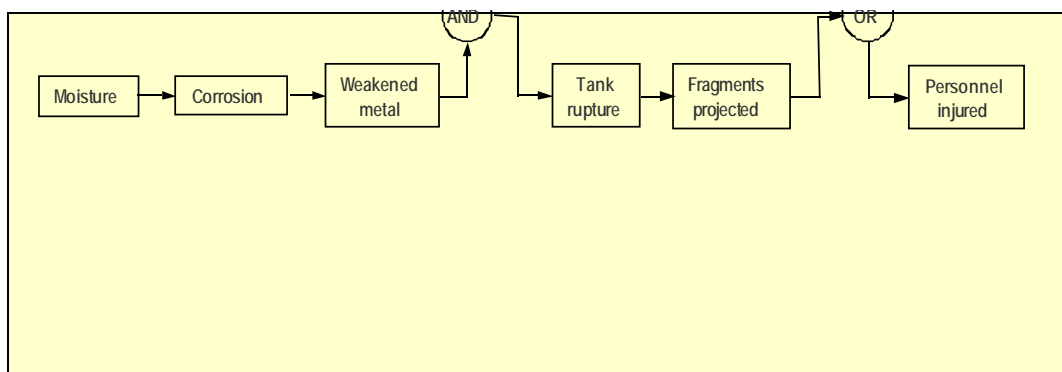 AND
OR
Moisture
Corrosion
Weakened
metal
Tank
rupture
Fragments
projected
Personnel
injured